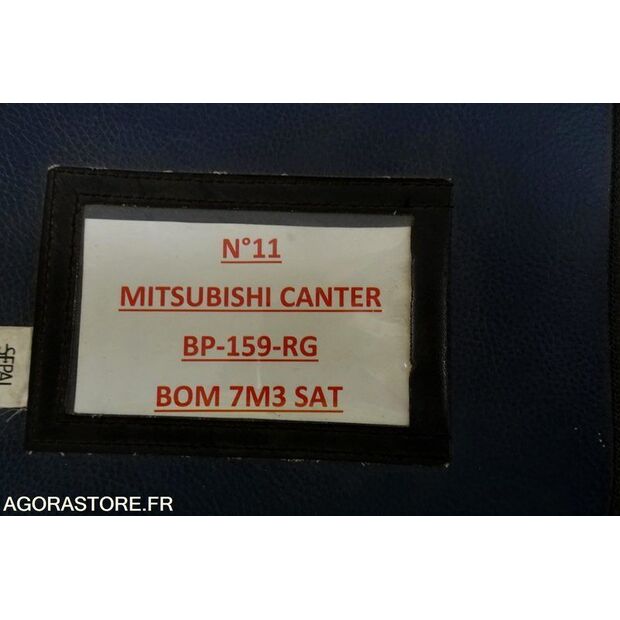 N°11
MITSUBISHI CANTER
BP-159-RG
BOM 7M3 SAT
AGORASTORE.FR